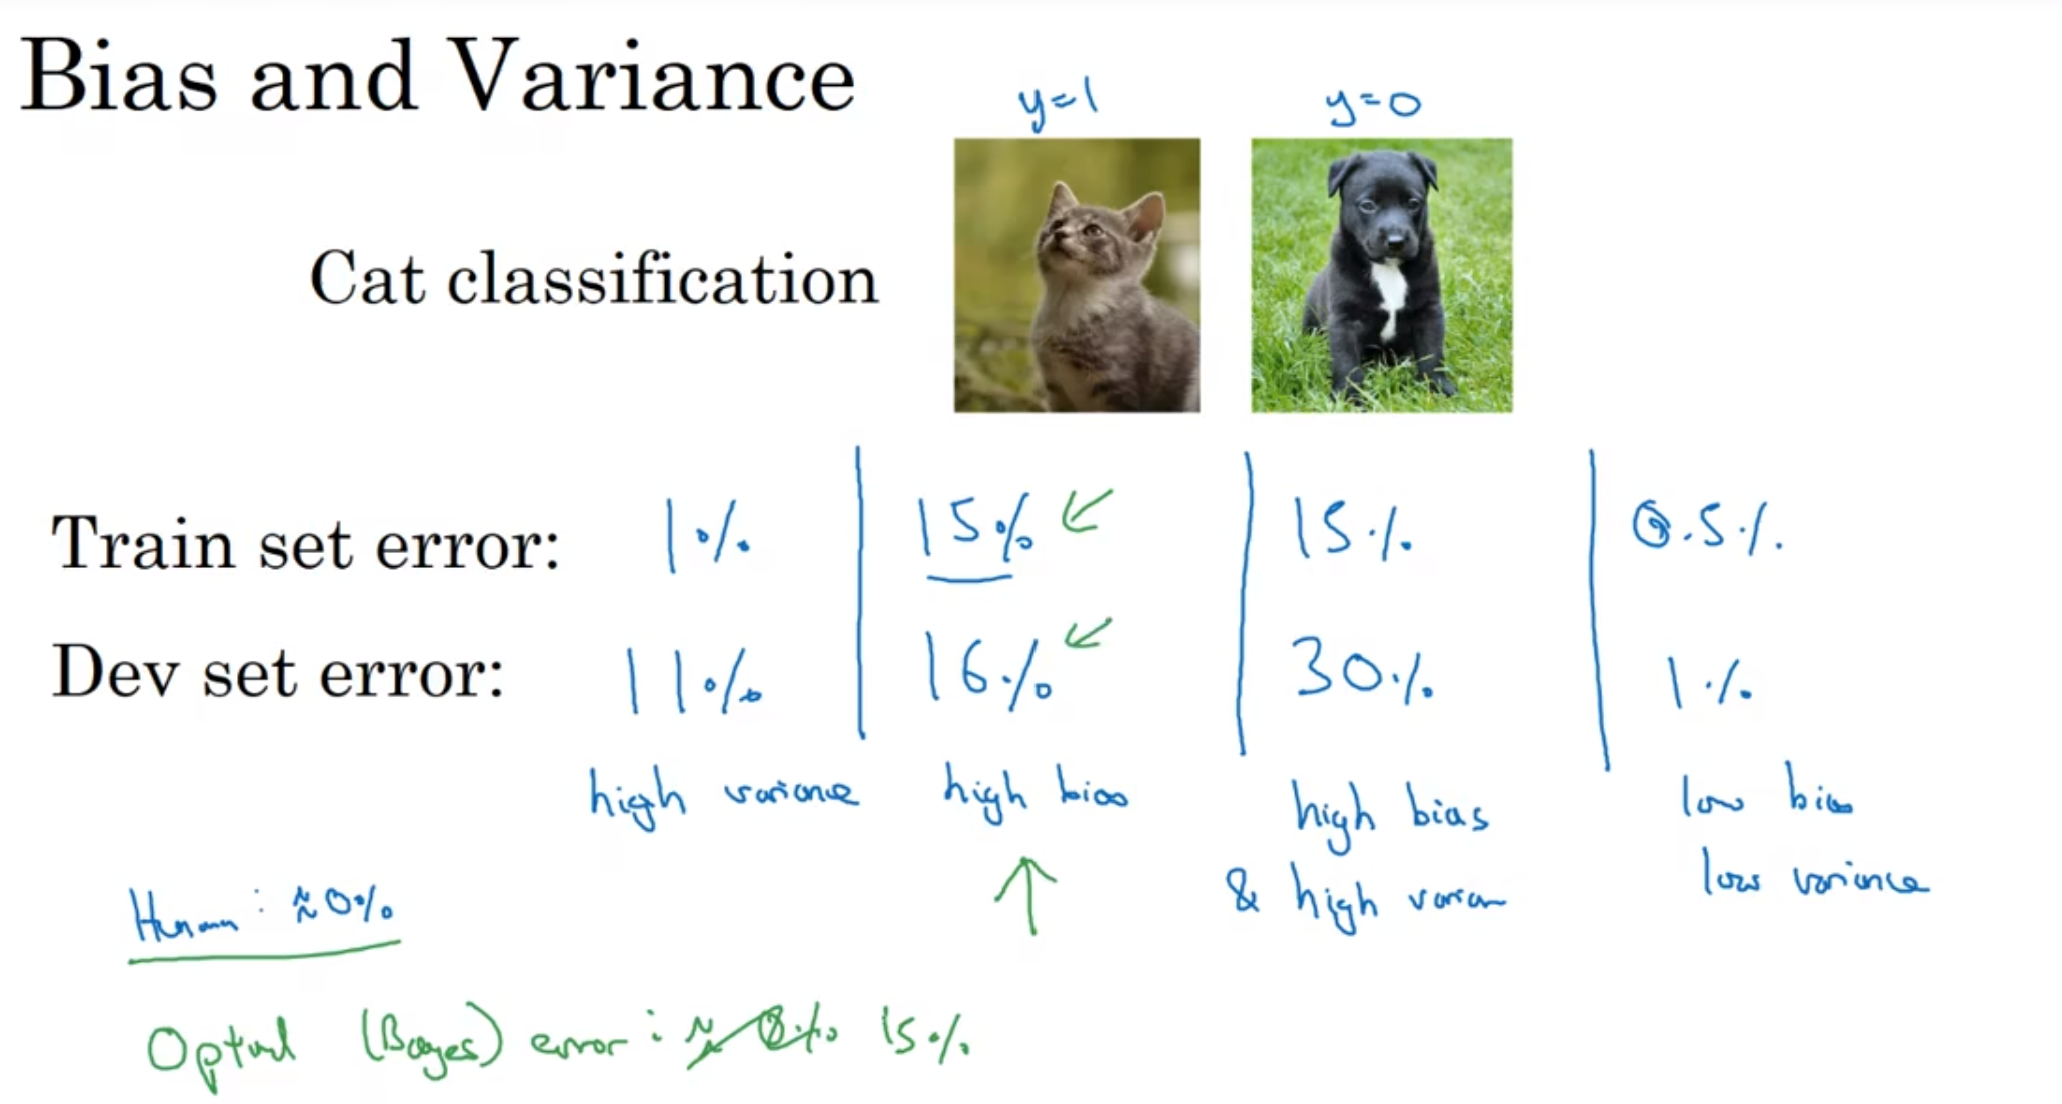 Bias and Variance
y=1 y=0
Cat classification
Train set error: 1% 15% 15% 0.5%
Dev set error: 11% 16% 30% 1%
high variance high bias high bias low bias
& high varian low variance
Human: ≈0%
Optimal (Bayes) error: ≈ 0% 15%